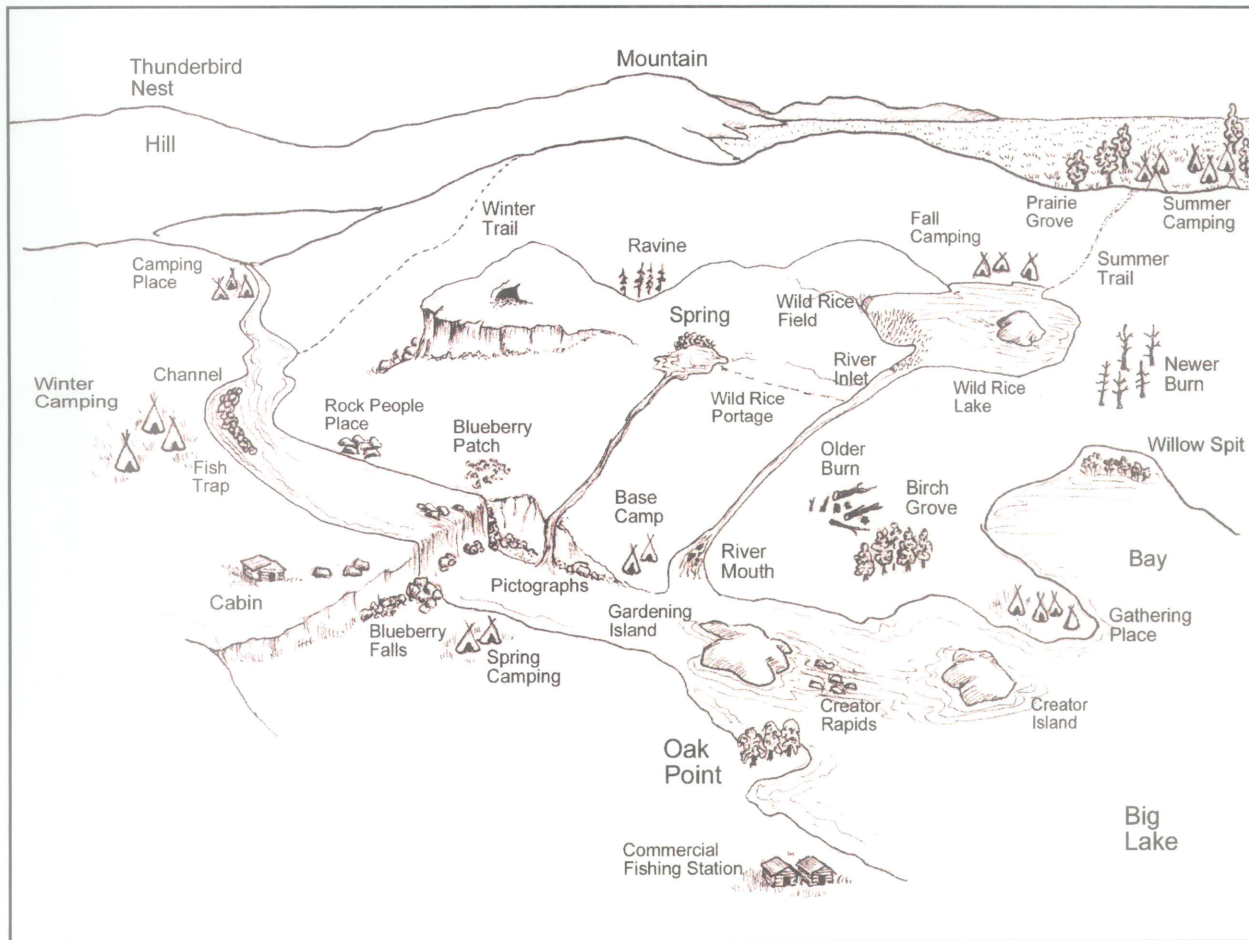 Thunderbird
Nest
Mountain
Hill
Winter
Trail
Ravine
Fall
Camping
Prairie
Grove
Summer
Camping
Summer
Trail
Camping
Place
Wild Rice
Field
Spring
River
Inlet
Wild Rice
Lake
Newer
Burn
Winter
Camping
Channel
Rock People
Place
Wild Rice
Portage
Blueberry
Patch
Fish
Trap
Older
Burn
Birch
Grove
Willow Spit
Base
Camp
River
Mouth
Bay
Cabin
Pictographs
Gardening
Island
Gathering
Place
Blueberry
Falls
Spring
Camping
Creator
Rapids
Creator
Island
Oak
Point
Big
Lake
Commercial
Fishing Station